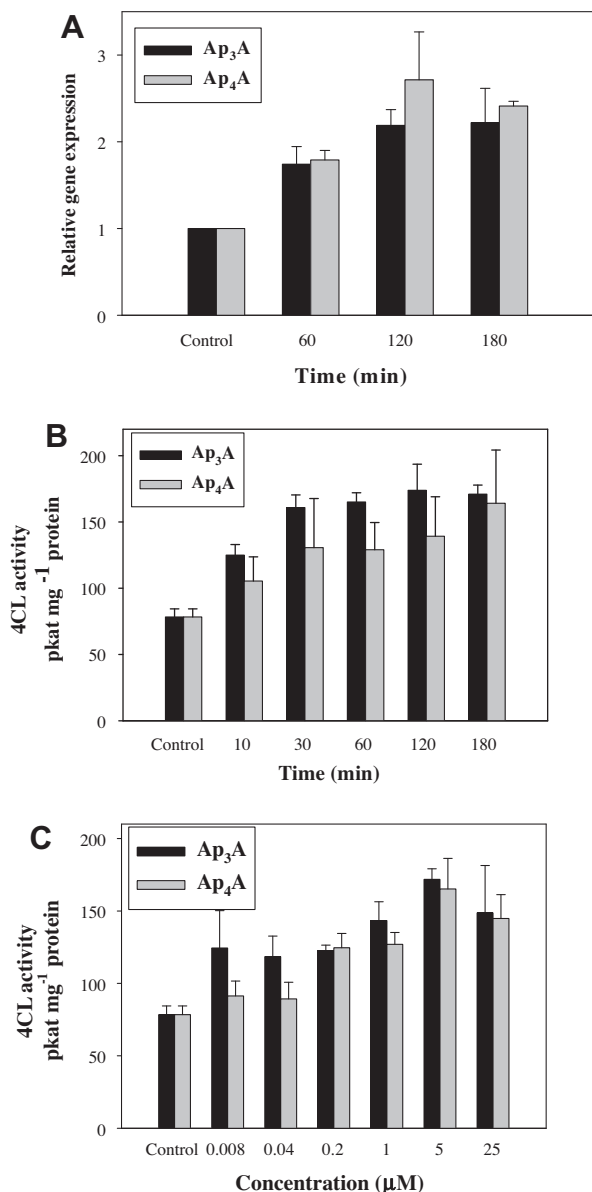 A
Ap₃A
Ap₄A
Relative gene expression
3
2
1
0
Control 60 120 180
Time (min)
B
Ap₃A
Ap₄A
4CL activity
pkat mg ⁻¹ protein
200
150
100
50
0
Control 10 30 60 120 180
Time (min)
C
Ap₃A
Ap₄A
4CL activity
pkat mg⁻¹ protein
200
150
100
50
0
Control 0.008 0.04 0.2 1 5 25
Concentration (µM)